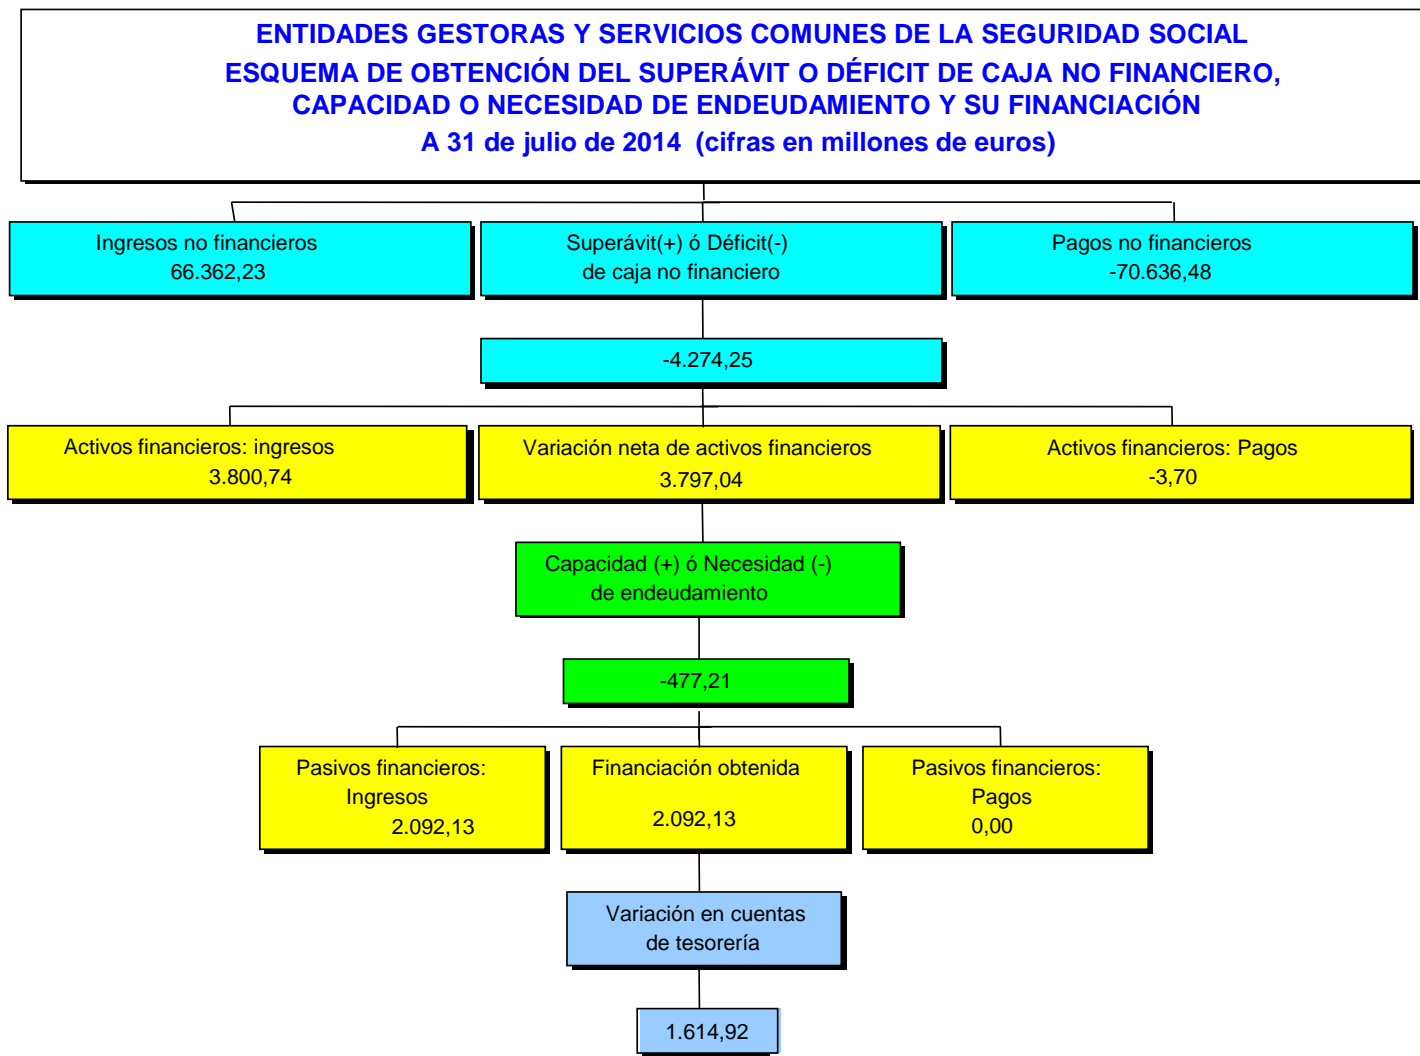 ENTIDADES GESTORAS Y SERVICIOS COMUNES DE LA SEGURIDAD SOCIAL
ESQUEMA DE OBTENCIÓN DEL SUPERÁVIT O DÉFICIT DE CAJA NO FINANCIERO,
CAPACIDAD O NECESIDAD DE ENDEUDAMIENTO Y SU FINANCIACIÓN
A 31 de julio de 2014 (cifras en millones de euros)
Ingresos no financieros
66.362,23
Superávit(+) ó Déficit(-)
de caja no financiero
Pagos no financieros
-70.636,48
-4.274,25
Activos financieros: ingresos
3.800,74
Variación neta de activos financieros
3.797,04
Activos financieros: Pagos
-3,70
Capacidad (+) ó Necesidad (-)
de endeudamiento
-477,21
Pasivos financieros:
Ingresos
2.092,13
Financiación obtenida
2.092,13
Pasivos financieros:
Pagos
0,00
Variación en cuentas
de tesorería
1.614,92